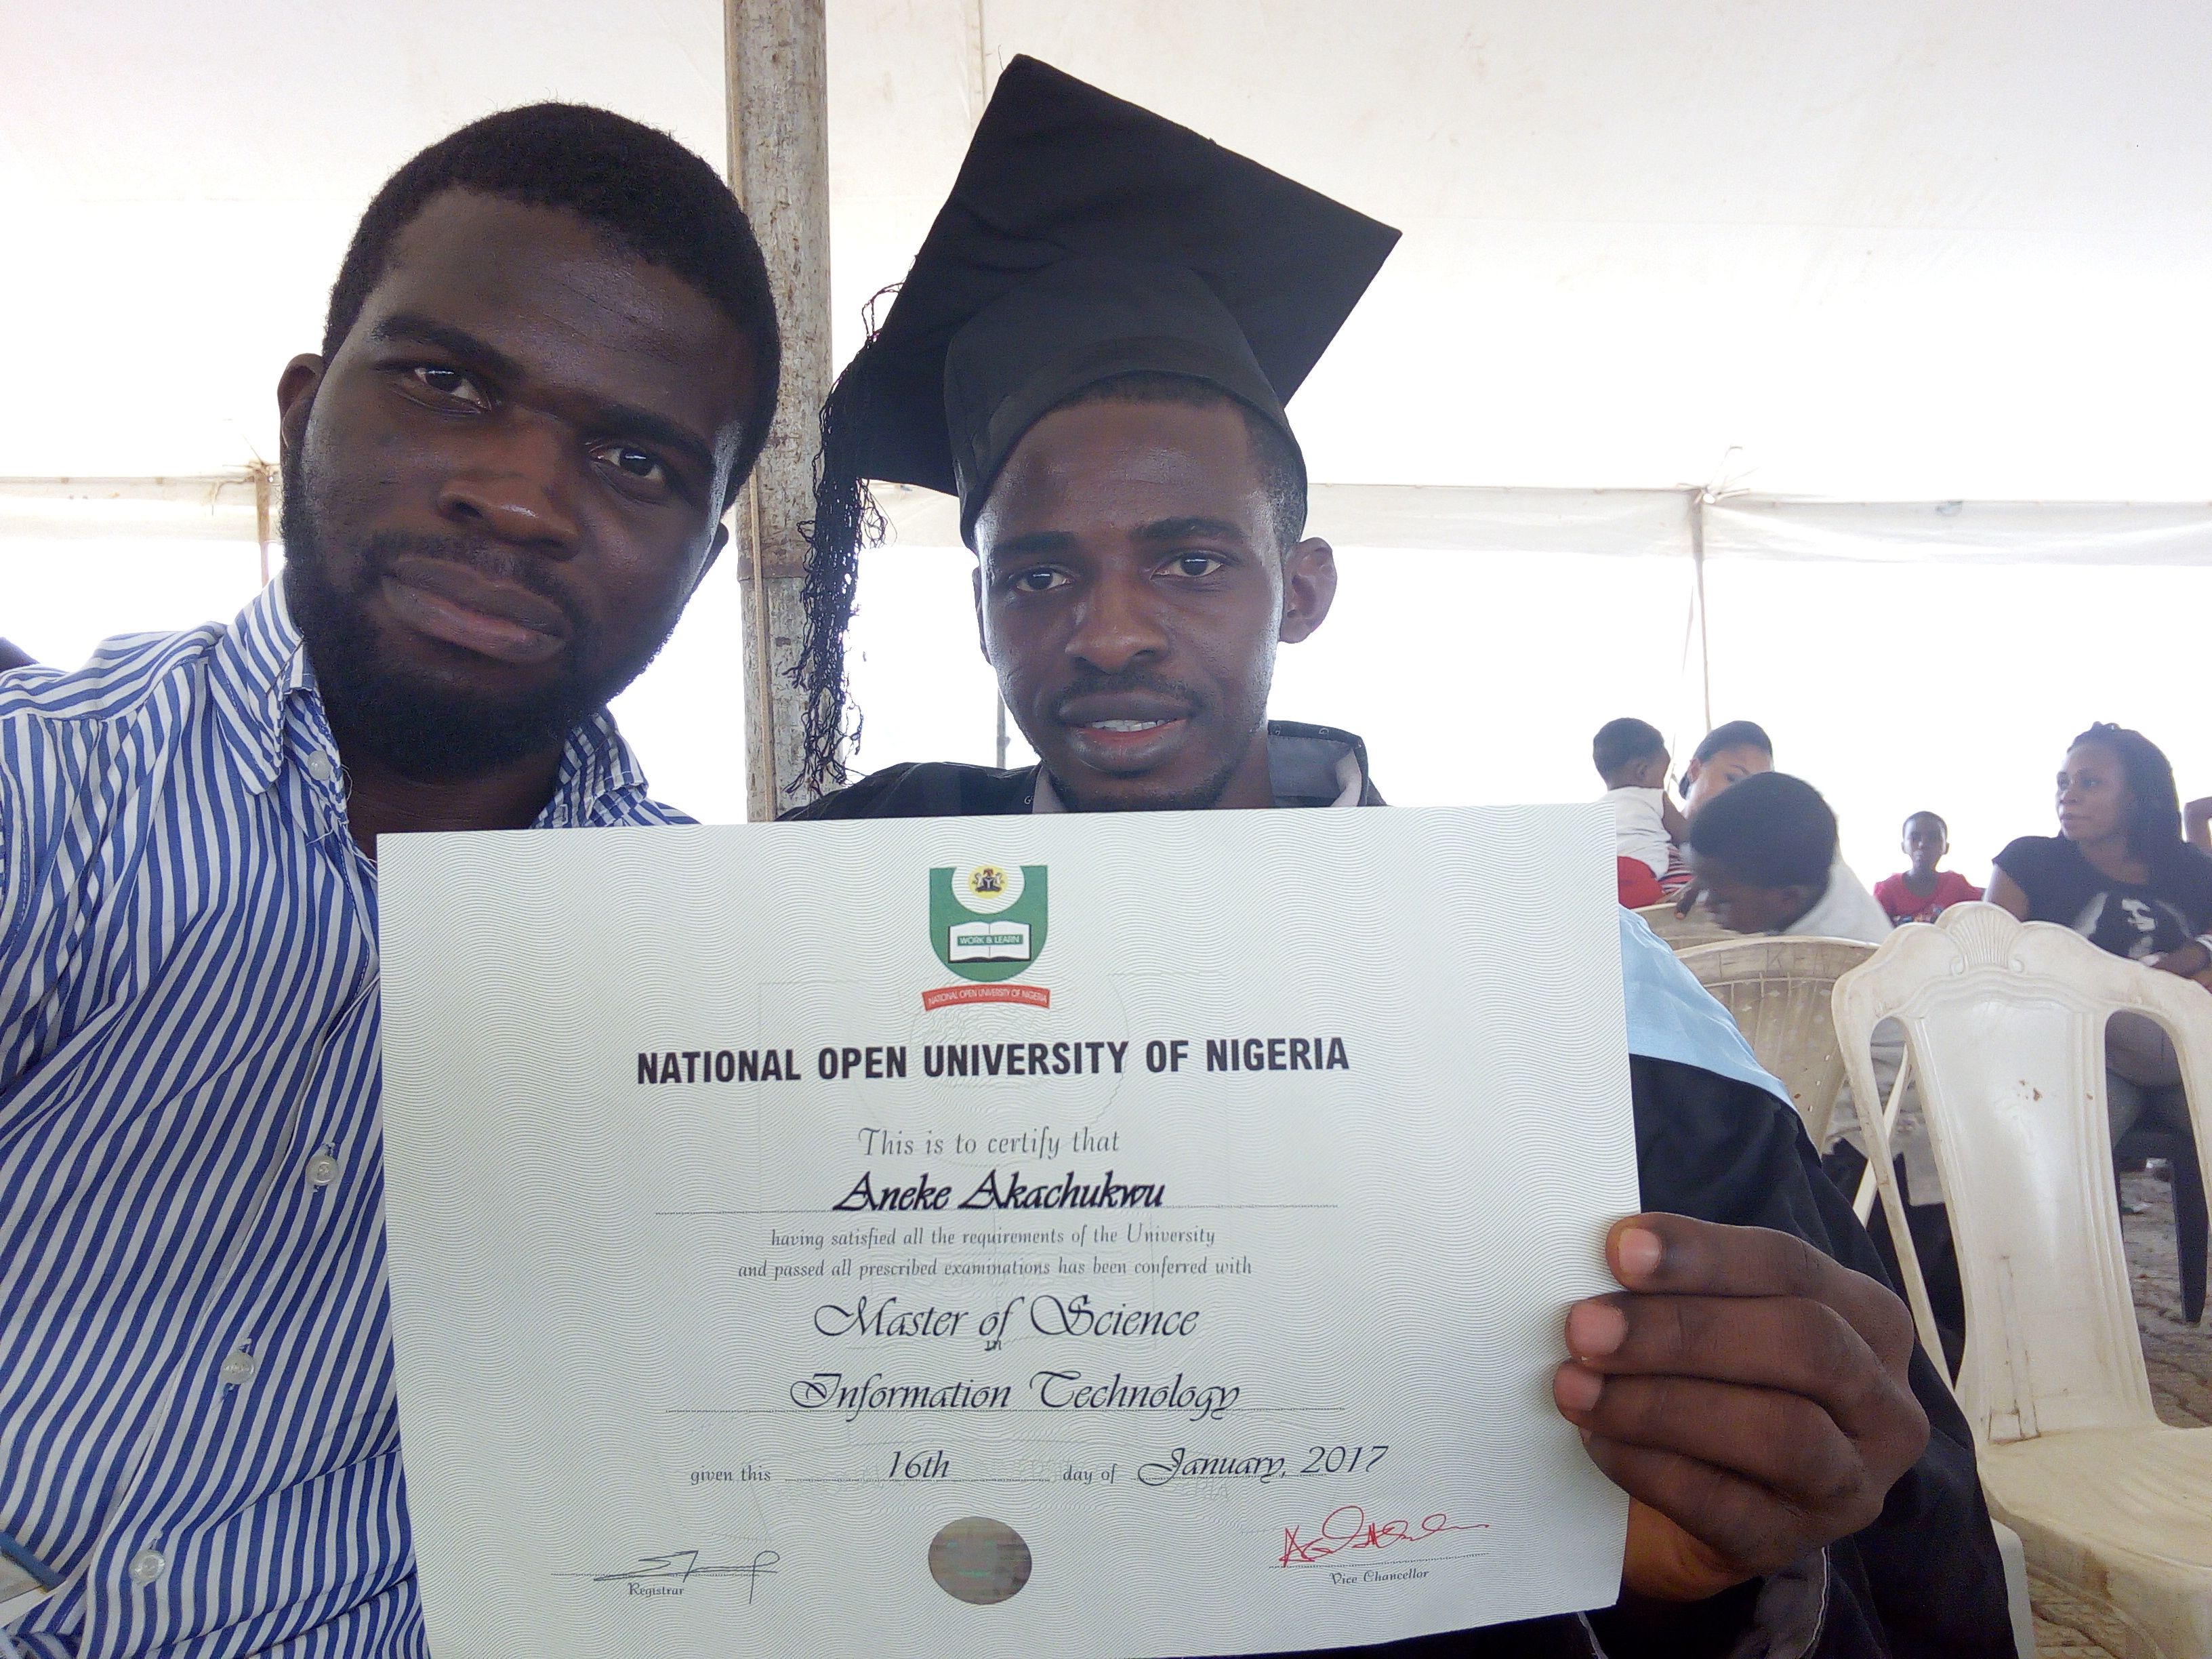 WORK & LEARN
NATIONAL OPEN UNIVERSITY OF NIGERIA
NATIONAL OPEN UNIVERSITY OF NIGERIA
This is to certify that
Aneke Akachukwu
having satisfied all the requirements of the University
and passed all prescribed examinations has been conferred with
Master of Science
in
Information Technology
given this 16th day of January, 2017
Registrar Vice Chancellor